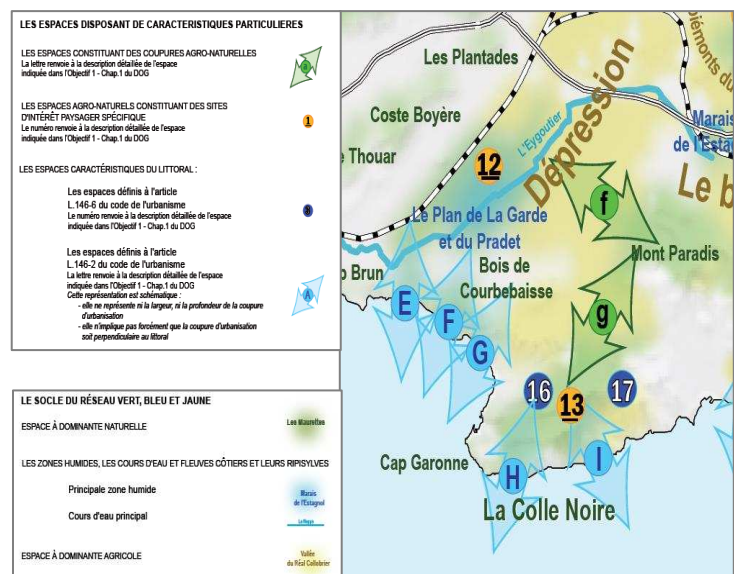 LES ESPACES DISPOSANT DE CARACTERISTIQUES PARTICULIERES
LES ESPACES CONSTITUANT DES COUPURES AGRO-NATURELLES
La lettre renvoie à la description détaillée de l'espace
indiquée dans l'Objectif 1 - Chap.1 du DOG
a
LES ESPACES AGRO-NATURELS CONSTITUANT DES SITES
D'INTÉRÊT PAYSAGER SPÉCIFIQUE
Le numéro renvoie à la description détaillée de l'espace
indiquée dans l'Objectif 1 - Chap.1 du DOG
1
LES ESPACES CARACTÉRISTIQUES DU LITTORAL :
Les espaces définis à l'article
L.146-6 du code de l'urbanisme
Le numéro renvoie à la description détaillée de l'espace
indiquée dans l'Objectif 1 - Chap.1 du DOG
8
Les espaces définis à l'article
L.146-2 du code de l'urbanisme
La lettre renvoie à la description détaillée de l'espace
indiquée dans l'Objectif 1 - Chap.1 du DOG
Cette représentation est schématique :
- elle ne représente ni la largeur, ni la profondeur de la coupure
d'urbanisation
- elle n'implique pas forcément que la coupure d'urbanisation
soit perpendiculaire au littoral
A
LE SOCLE DU RÉSEAU VERT, BLEU ET JAUNE
ESPACE À DOMINANTE NATURELLE
Les Maurettes
LES ZONES HUMIDES, LES COURS D'EAU ET FLEUVES CÔTIERS ET LEURS RIPISYLVES
Principale zone humide
Marais
de l'Estagnol
Cours d'eau principal
ESPACE À DOMINANTE AGRICOLE
Vallée
du Réal Collobrier
Les Plantades
iémonts du
Coste Boyère
L'Eygoutier
Dépression
Marais
de l'Esta
e Thouar
12
Le b
f
Le Plan de La Garde
et du Pradet
Mont Paradis
Brun
Bois de
Courbebaisse
E
F
G
g
16
13
17
Cap Garonne
H
I
La Colle Noire